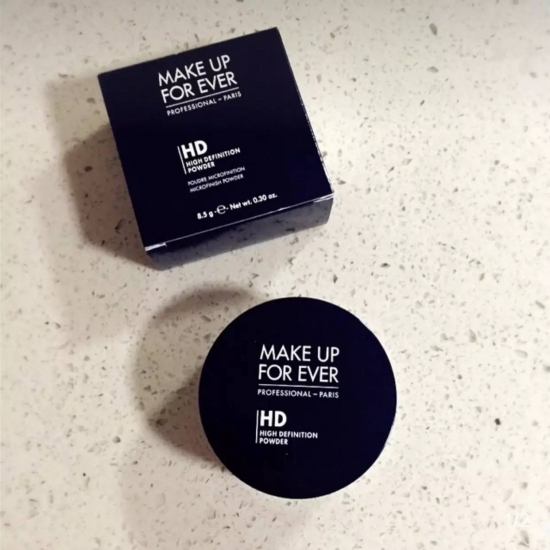 MAKE UP
FOR EVER
PROFESSIONAL – PARIS
HD
HIGH DEFINITION
POWDER
POUDRE MICROFINITION
MICROFINISH POWDER
8.5 g - ℮ - Net wt. 0.30 oz.
MAKE UP
FOR EVER
PROFESSIONAL – PARIS
HD
HIGH DEFINITION
POWDER